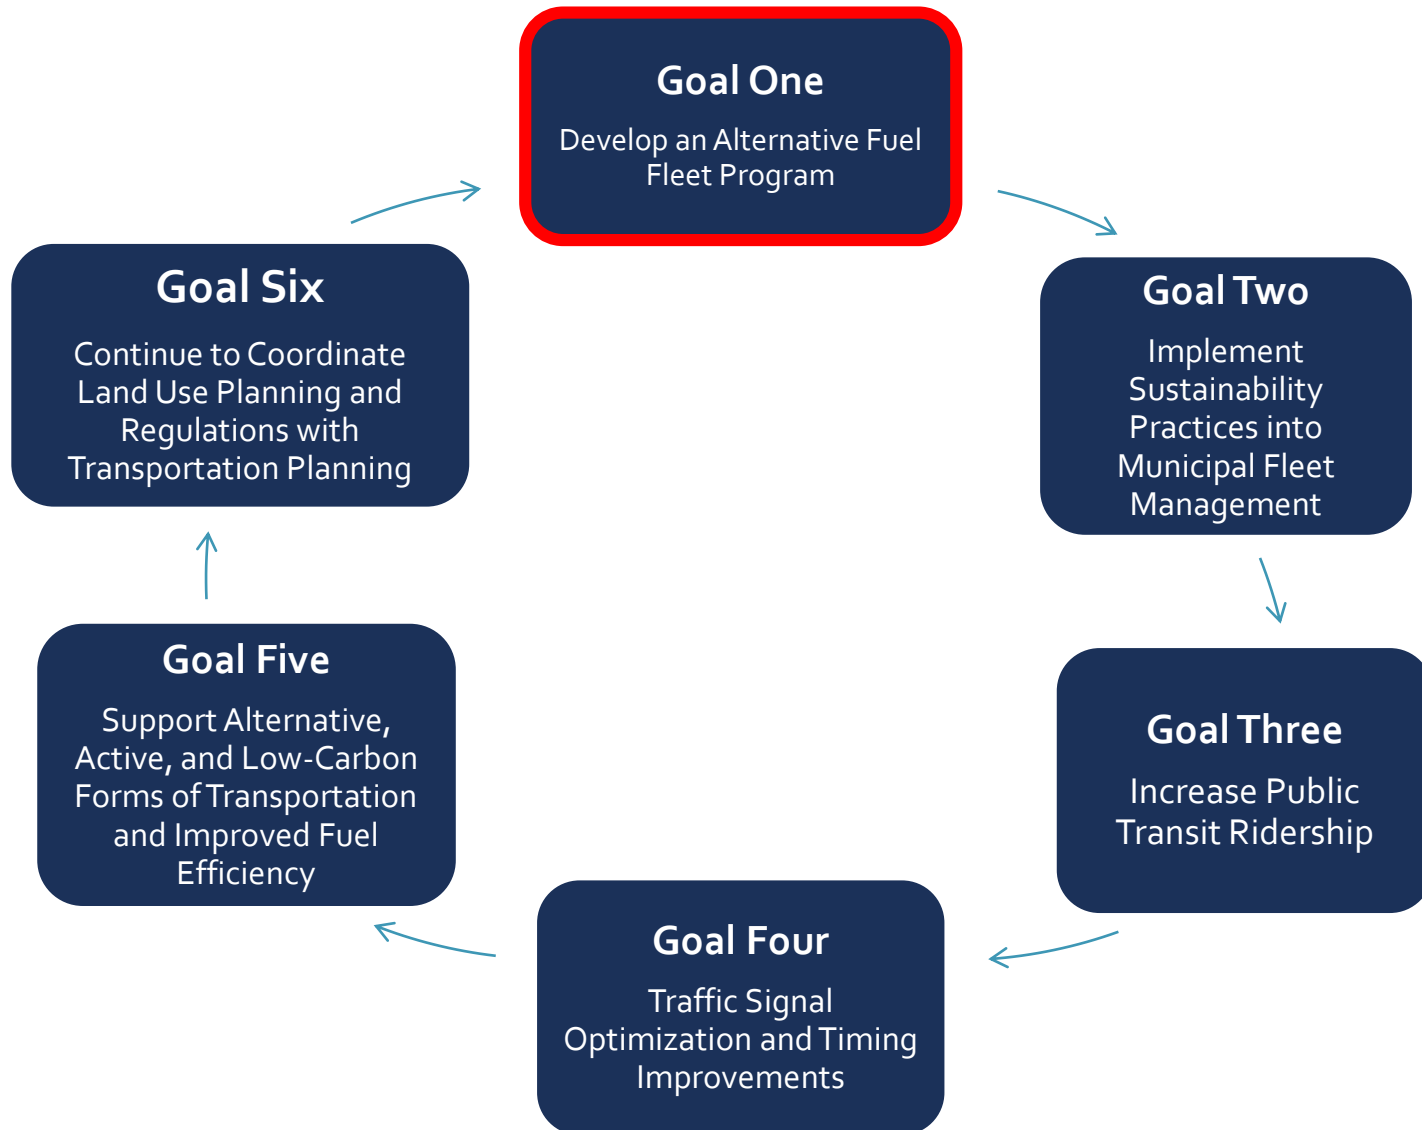 Goal One
Develop an Alternative Fuel
Fleet Program
Goal Two
Implement
Sustainability
Practices into
Municipal Fleet
Management
Goal Three
Increase Public
Transit Ridership
Goal Four
Traffic Signal
Optimization and Timing
Improvements
Goal Five
Support Alternative,
Active, and Low-Carbon
Forms of Transportation
and Improved Fuel
Efficiency
Goal Six
Continue to Coordinate
Land Use Planning and
Regulations with
Transportation Planning